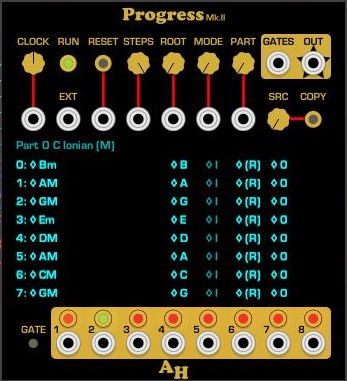 Progress Mk.II
CLOCK RUN RESET STEPS ROOT MODE PART GATES OUT
EXT SRC COPY
Part 0 C Ionian (M)
0: ◊ Bm ◊ B ◊ I ◊ (R) ◊ 0
1: ◊ AM ◊ A ◊ I ◊ (R) ◊ 0
2: ◊ GM ◊ G ◊ I ◊ (R) ◊ 0
3: ◊ Em ◊ E ◊ I ◊ (R) ◊ 0
4: ◊ DM ◊ D ◊ I ◊ (R) ◊ 0
5: ◊ AM ◊ A ◊ I ◊ (R) ◊ 0
6: ◊ CM ◊ C ◊ I ◊ (R) ◊ 0
7: ◊ GM ◊ G ◊ I ◊ (R) ◊ 0
GATE 1 2 3 4 5 6 7 8
AH